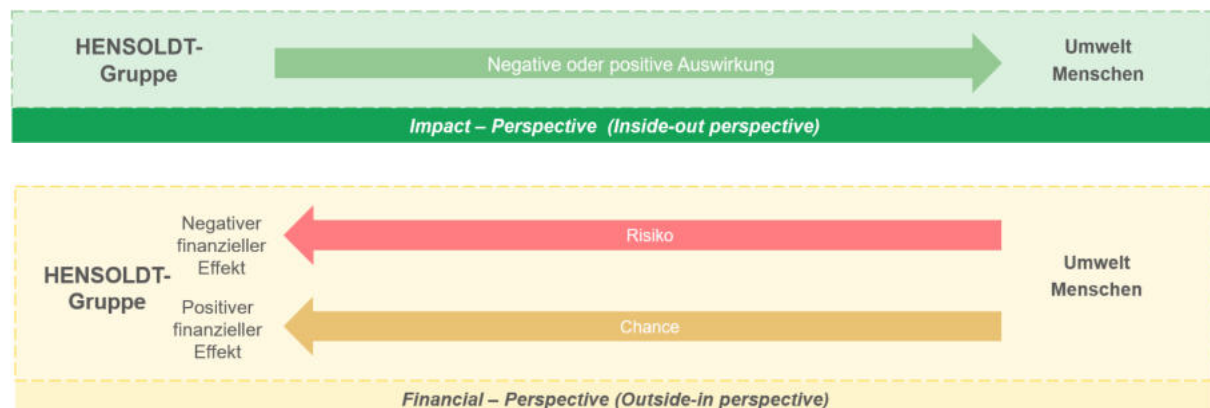 HENSOLDT-
Gruppe
Negative oder positive Auswirkung
Umwelt
Menschen
Impact – Perspective (Inside-out perspective)
HENSOLDT-
Gruppe
Negativer
finanzieller
Effekt
Risiko
Positiver
finanzieller
Effekt
Chance
Umwelt
Menschen
Financial – Perspective (Outside-in perspective)